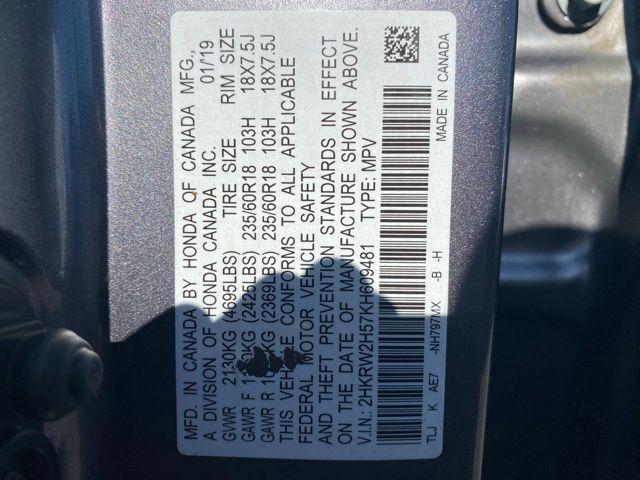 MFD. IN CANADA BY HONDA OF CANADA MFG.,
A DIVISION OF HONDA CANADA INC. 01/19
GVWR 2130KG (4695LBS) TIRE SIZE RIM SIZE
GAWR F (2425LBS) 235/60R18 103H 18X7.5J
GAWR R (2369LBS) 235/60R18 103H 18X7.5J
THIS VEHICLE CONFORMS TO ALL APPLICABLE
FEDERAL MOTOR VEHICLE SAFETY
AND THEFT PREVENTION STANDARDS IN EFFECT
ON THE DATE OF MANUFACTURE SHOWN ABOVE.
V.I.N.: 2HKRW2H57KH609481 TYPE: MPV
TLJ K AE7 -NH797MX -B -H MADE IN CANADA